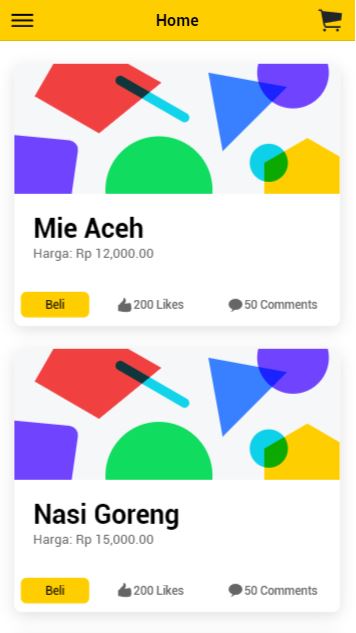 Home
Mie Aceh
Harga: Rp 12,000.00
Beli
200 Likes
50 Comments
Nasi Goreng
Harga: Rp 15,000.00
Beli
200 Likes
50 Comments